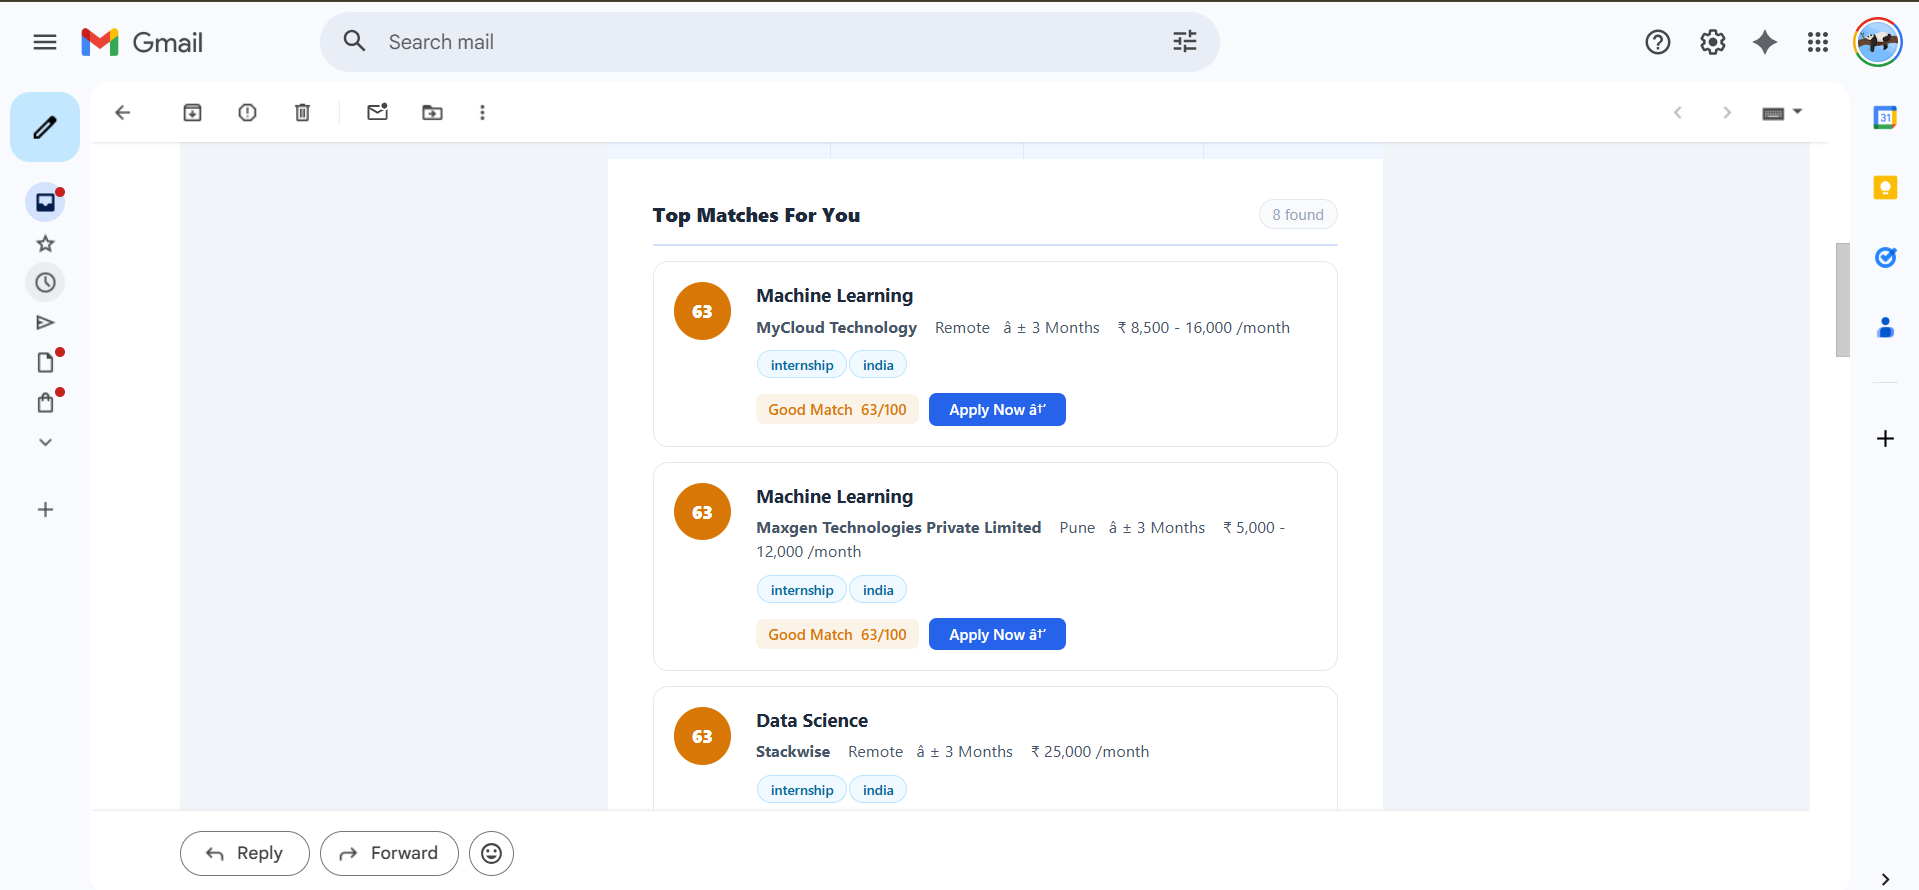 Gmail
Search mail
31
Top Matches For You
8 found
63
Machine Learning
MyCloud Technology Remote â ± 3 Months ₹ 8,500 - 16,000 /month
internship india
Good Match 63/100 Apply Now â†’
63
Machine Learning
Maxgen Technologies Private Limited Pune â ± 3 Months ₹ 5,000 -
12,000 /month
internship india
Good Match 63/100 Apply Now â†’
63
Data Science
Stackwise Remote â ± 3 Months ₹ 25,000 /month
internship india
Reply Forward